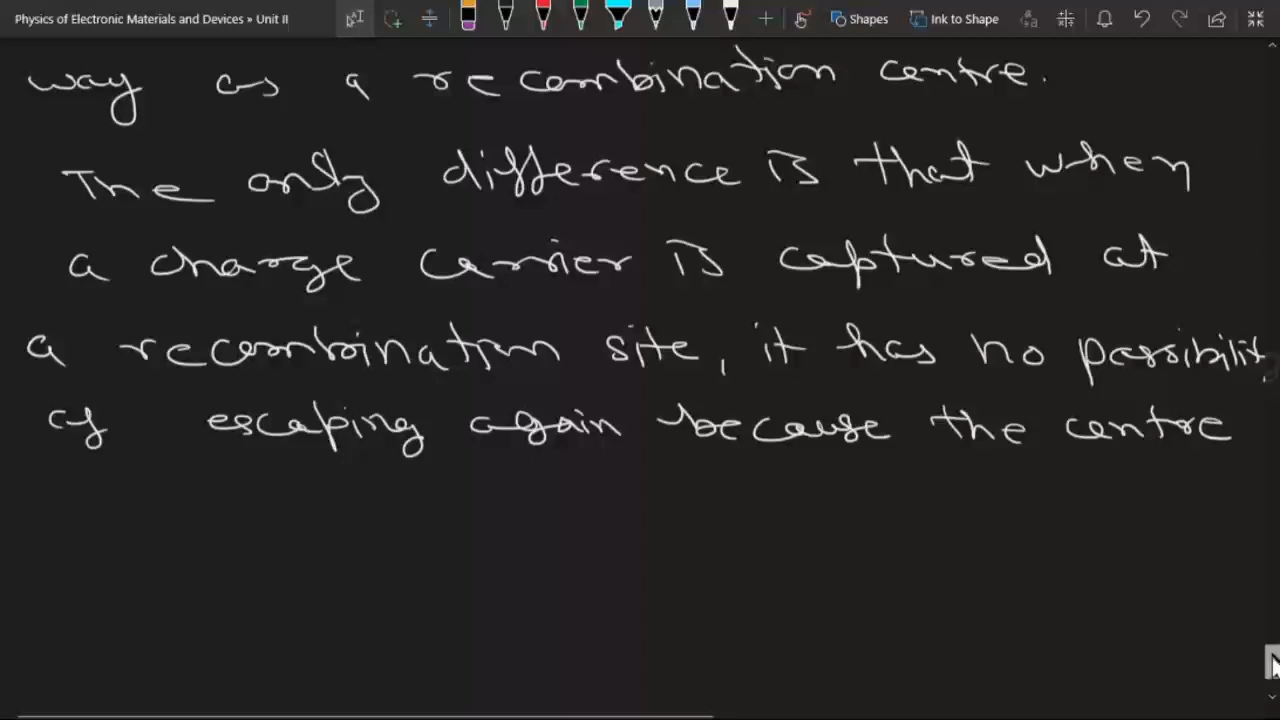 Physics of Electronic Materials and Devices » Unit II
Shapes
Ink to Shape
way as a recombination centre.
The only difference is that when
a charge carrier is captured at
a recombination site, it has no possibilit
of escaping again because the centre